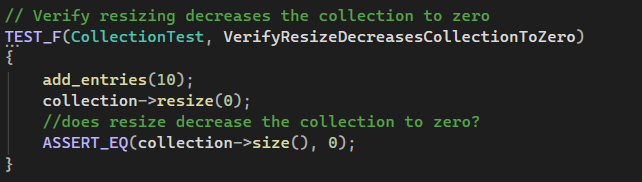 // Verify resizing decreases the collection to zero
TEST_F(CollectionTest, VerifyResizeDecreasesCollectionToZero)
{
    add_entries(10);
    collection->resize(0);
    //does resize decrease the collection to zero?
    ASSERT_EQ(collection->size(), 0);
}